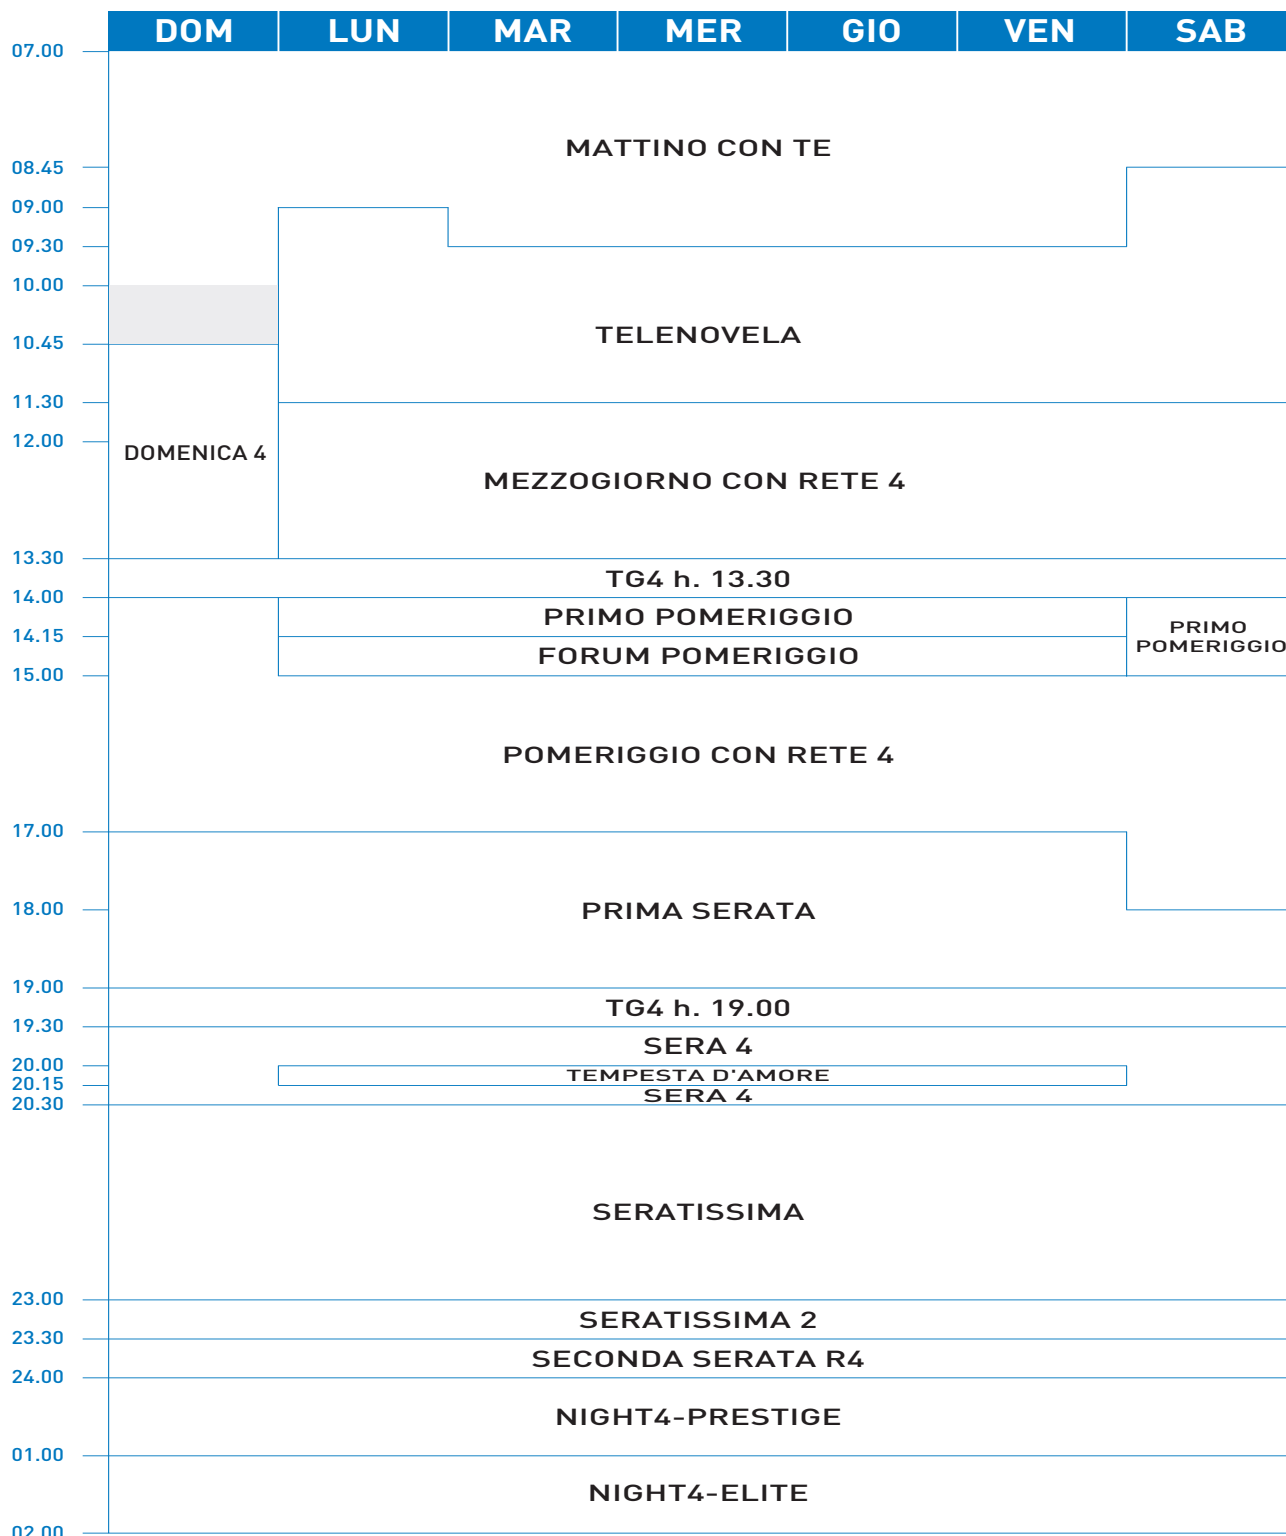 DOM LUN MAR MER GIO VEN SAB
07.00
MATTINO CON TE
08.45
09.00
09.30
10.00
TELENOVELA
10.45
11.30
12.00
DOMENICA 4
MEZZOGIORNO CON RETE 4
13.30
TG4 h. 13.30
14.00
PRIMO POMERIGGIO
PRIMO
POMERIGGIO
14.15
FORUM POMERIGGIO
15.00
POMERIGGIO CON RETE 4
17.00
18.00
PRIMA SERATA
19.00
TG4 h. 19.00
19.30
SERA 4
20.00
TEMPESTA D'AMORE
20.15
SERA 4
20.30
SERATISSIMA
23.00
SERATISSIMA 2
23.30
SECONDA SERATA R4
24.00
NIGHT4-PRESTIGE
01.00
NIGHT4-ELITE
02.00